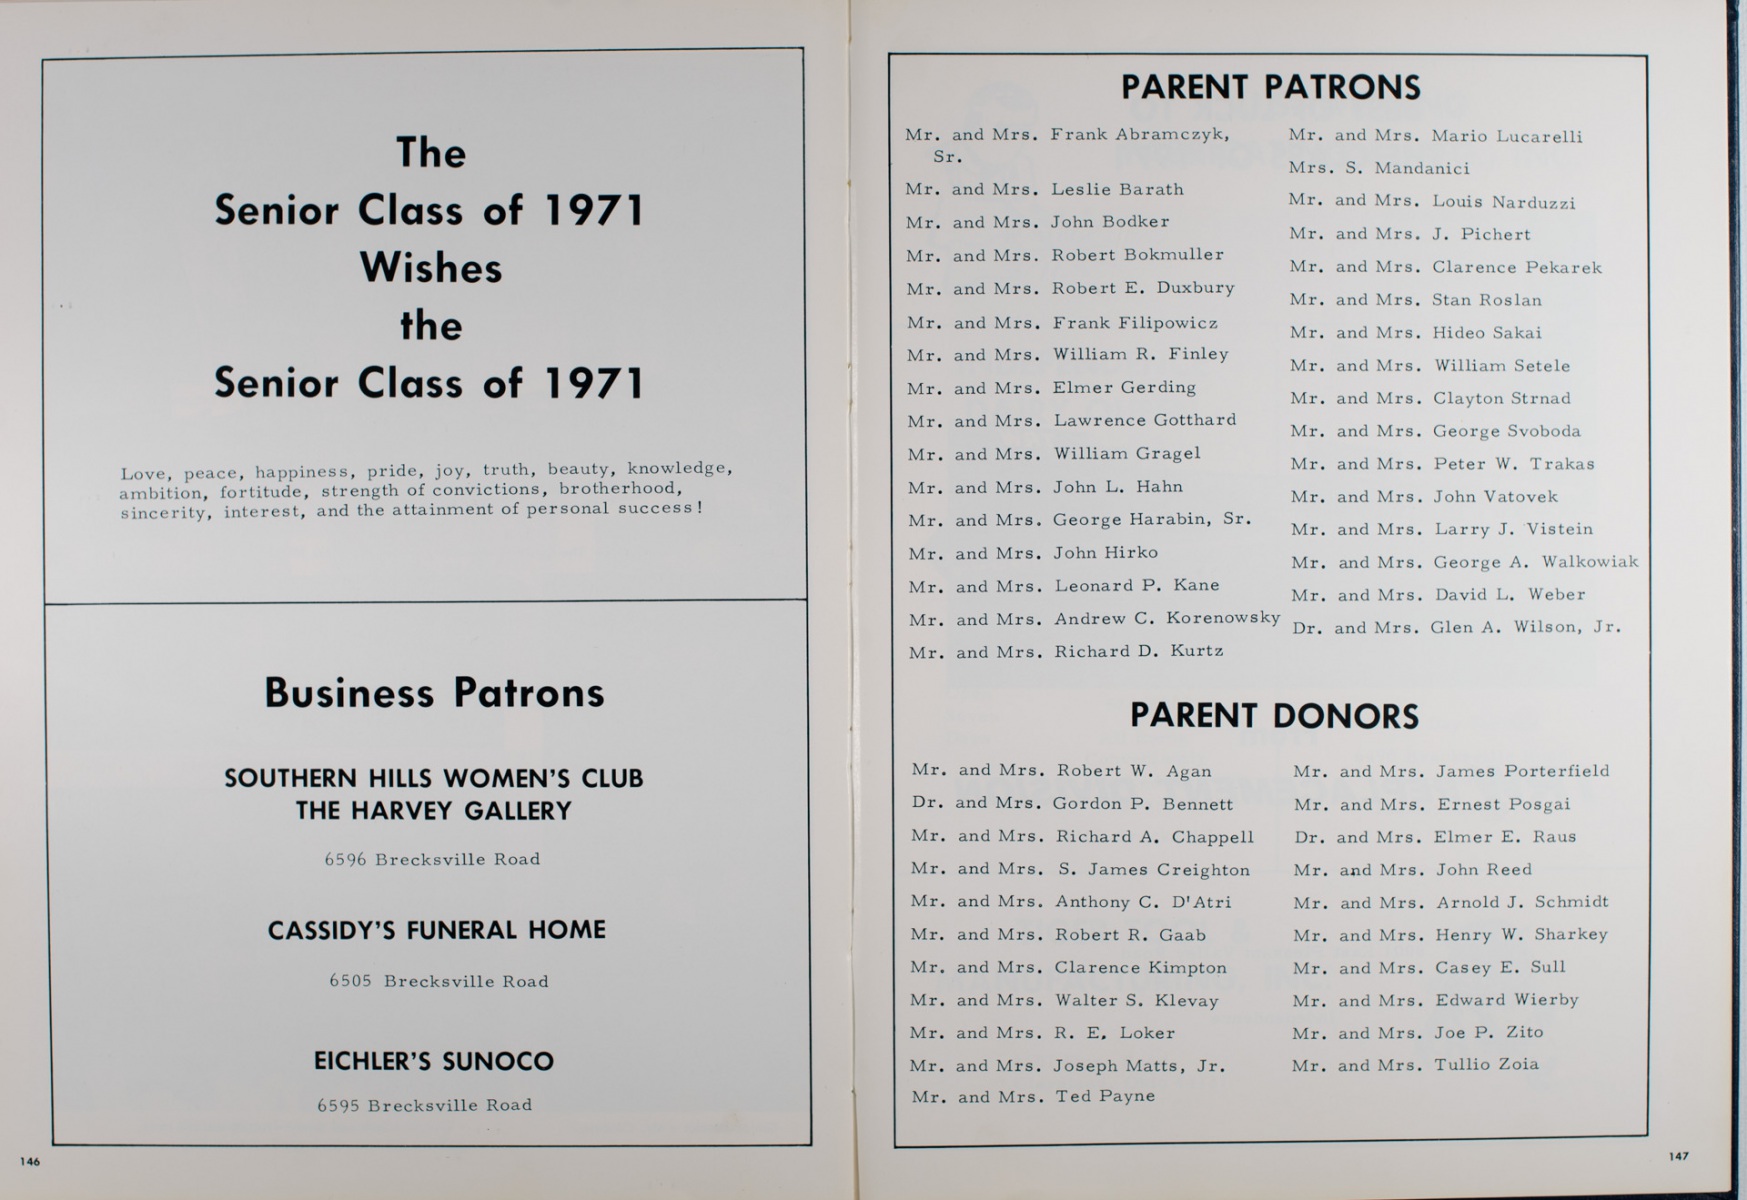 The
Senior Class of 1971
Wishes
the
Senior Class of 1971
Love, peace, happiness, pride, joy, truth, beauty, knowledge,
ambition, fortitude, strength of convictions, brotherhood,
sincerity, interest, and the attainment of personal success!
Business Patrons
SOUTHERN HILLS WOMEN'S CLUB
THE HARVEY GALLERY
6596 Brecksville Road
CASSIDY'S FUNERAL HOME
6505 Brecksville Road
EICHLER'S SUNOCO
6595 Brecksville Road
146
PARENT PATRONS
Mr. and Mrs. Frank Abramczyk,
Sr.
Mr. and Mrs. Leslie Barath
Mr. and Mrs. John Bodker
Mr. and Mrs. Robert Bokmuller
Mr. and Mrs. Robert E. Duxbury
Mr. and Mrs. Frank Filipowicz
Mr. and Mrs. William R. Finley
Mr. and Mrs. Elmer Gerding
Mr. and Mrs. Lawrence Gotthard
Mr. and Mrs. William Gragel
Mr. and Mrs. John L. Hahn
Mr. and Mrs. George Harabin, Sr.
Mr. and Mrs. John Hirko
Mr. and Mrs. Leonard P. Kane
Mr. and Mrs. Andrew C. Korenowsky
Mr. and Mrs. Richard D. Kurtz
Mr. and Mrs. Mario Lucarelli
Mrs. S. Mandanici
Mr. and Mrs. Louis Narduzzi
Mr. and Mrs. J. Pichert
Mr. and Mrs. Clarence Pekarek
Mr. and Mrs. Stan Roslan
Mr. and Mrs. Hideo Sakai
Mr. and Mrs. William Setele
Mr. and Mrs. Clayton Strnad
Mr. and Mrs. George Svoboda
Mr. and Mrs. Peter W. Trakas
Mr. and Mrs. John Vatovek
Mr. and Mrs. Larry J. Vistein
Mr. and Mrs. George A. Walkowiak
Mr. and Mrs. David L. Weber
Dr. and Mrs. Glen A. Wilson, Jr.
PARENT DONORS
Mr. and Mrs. Robert W. Agan
Dr. and Mrs. Gordon P. Bennett
Mr. and Mrs. Richard A. Chappell
Mr. and Mrs. S. James Creighton
Mr. and Mrs. Anthony C. D'Atri
Mr. and Mrs. Robert R. Gaab
Mr. and Mrs. Clarence Kimpton
Mr. and Mrs. Walter S. Klevay
Mr. and Mrs. R. E. Loker
Mr. and Mrs. Joseph Matts, Jr.
Mr. and Mrs. Ted Payne
Mr. and Mrs. James Porterfield
Mr. and Mrs. Ernest Posgai
Dr. and Mrs. Elmer E. Raus
Mr. and Mrs. John Reed
Mr. and Mrs. Arnold J. Schmidt
Mr. and Mrs. Henry W. Sharkey
Mr. and Mrs. Casey E. Sull
Mr. and Mrs. Edward Wierby
Mr. and Mrs. Joe P. Zito
Mr. and Mrs. Tullio Zoia
147